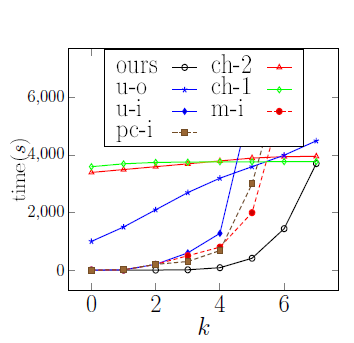 ours ch-2
u-o ch-1
u-i m-i
pc-i
6,000
4,000
2,000
0
time(s)
0 2 4 6
k